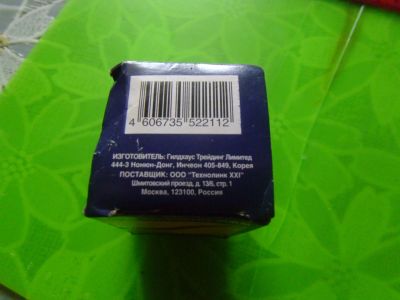 4 606735 522112
ИЗГОТОВИТЕЛЬ: Гилдхаус Трейдинг Лимитед
444-3 Нонюн-Донг, Инчеон 405-849, Корея
ПОСТАВЩИК: ООО "Технолинк XXI"
Шмитовский проезд, д. 13/6, стр. 1
Москва, 123100, Россия